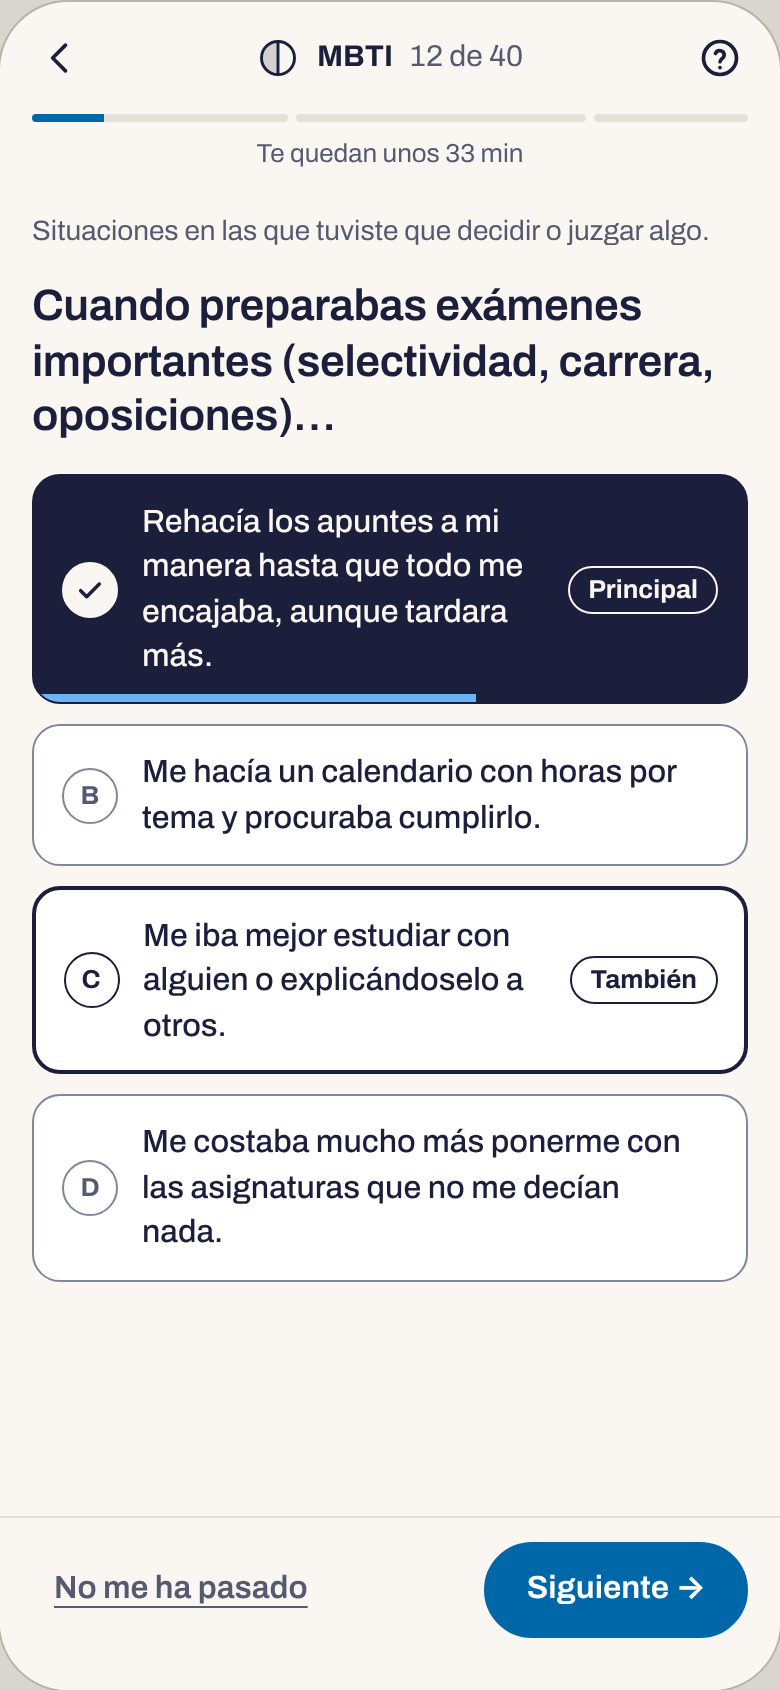 MBTI 12 de 40
Te quedan unos 33 min
Situaciones en las que tuviste que decidir o juzgar algo.
Cuando preparabas exámenes
importantes (selectividad, carrera,
oposiciones)…
Rehacía los apuntes a mi
manera hasta que todo me
encajaba, aunque tardara
más.
Principal
B
Me hacía un calendario con horas por
tema y procuraba cumplirlo.
C
Me iba mejor estudiar con
alguien o explicándoselo a
otros.
También
D
Me costaba mucho más ponerme con
las asignaturas que no me decían
nada.
No me ha pasado
Siguiente →